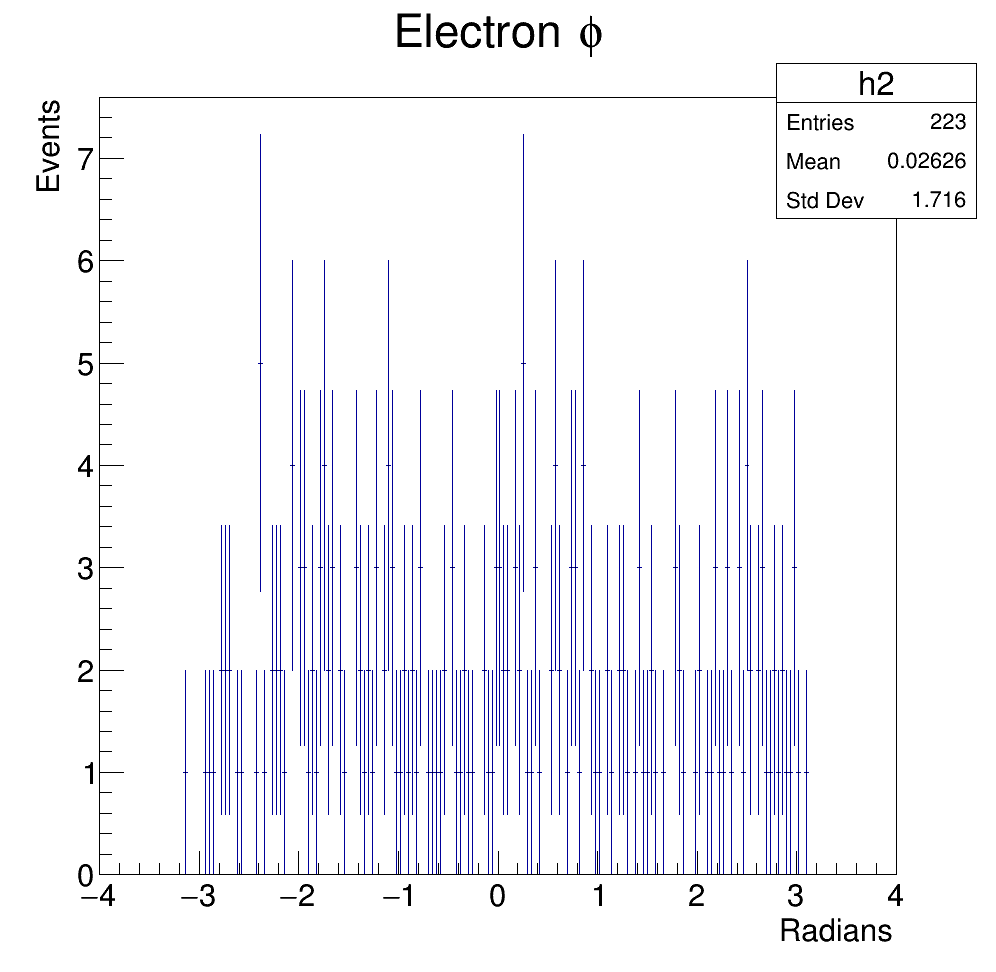 Electron ϕ
h2
Entries 223
Mean 0.02626
Std Dev 1.716
Events
7
6
5
4
3
2
1
0
−4 −3 −2 −1 0 1 2 3 4
Radians